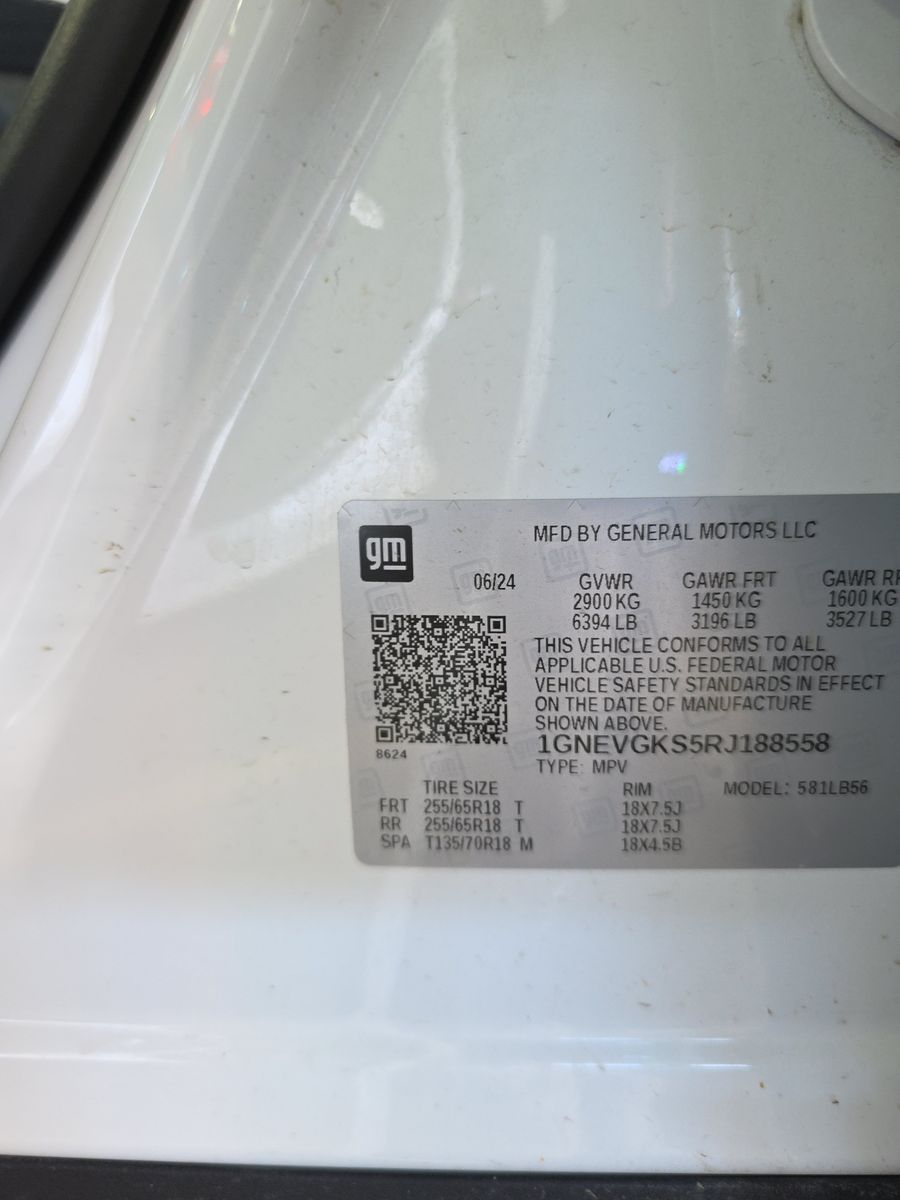 gm
MFD BY GENERAL MOTORS LLC
06/24 GVWR GAWR FRT GAWR RR
2900 KG 1450 KG 1600 KG
6394 LB 3196 LB 3527 LB
THIS VEHICLE CONFORMS TO ALL
APPLICABLE U.S. FEDERAL MOTOR
VEHICLE SAFETY STANDARDS IN EFFECT
ON THE DATE OF MANUFACTURE
SHOWN ABOVE.
1GNEVGKS5RJ188558
8624
TYPE: MPV
TIRE SIZE RIM MODEL: 581LB56
FRT 255/65R18 T 18X7.5J
RR 255/65R18 T 18X7.5J
SPA T135/70R18 M 18X4.5B